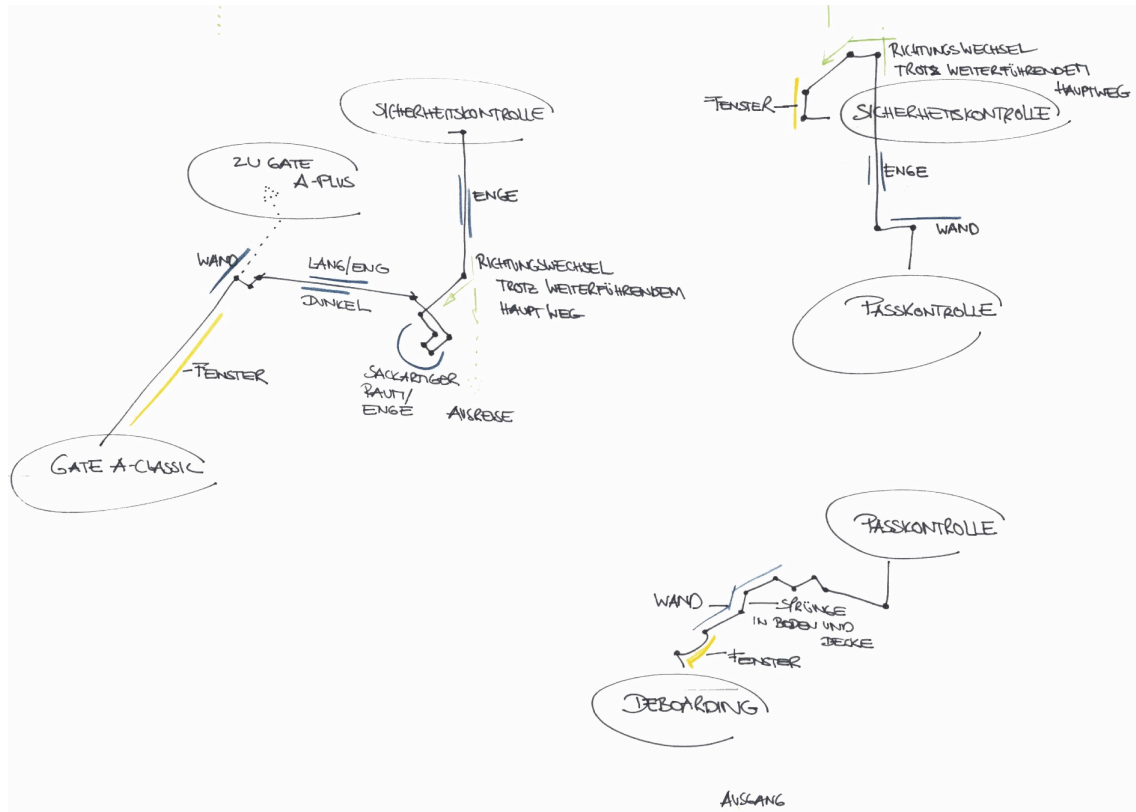 SICHERHEITSKONTROLLE
ZU GATE
A-PLUS
ENGE
WAND
LANG/ENG
DUNKEL
RICHTUNGSWECHSEL
TROTZ WEITERFÜHRENDEM
HAUPTWEG
FENSTER
SACKARTIGER
RAUM/
ENGE
AUSREISE
GATE A-CLASSIC
RICHTUNGSWECHSEL
TROTZ WEITERFÜHRENDEM
HAUPTWEG
FENSTER
SICHERHEITSKONTROLLE
ENGE
WAND
PASSKONTROLLE
PASSKONTROLLE
WAND
SPRÜNGE
IN BODEN UND
DECKE
FENSTER
DEBOARDING
AUSGANG